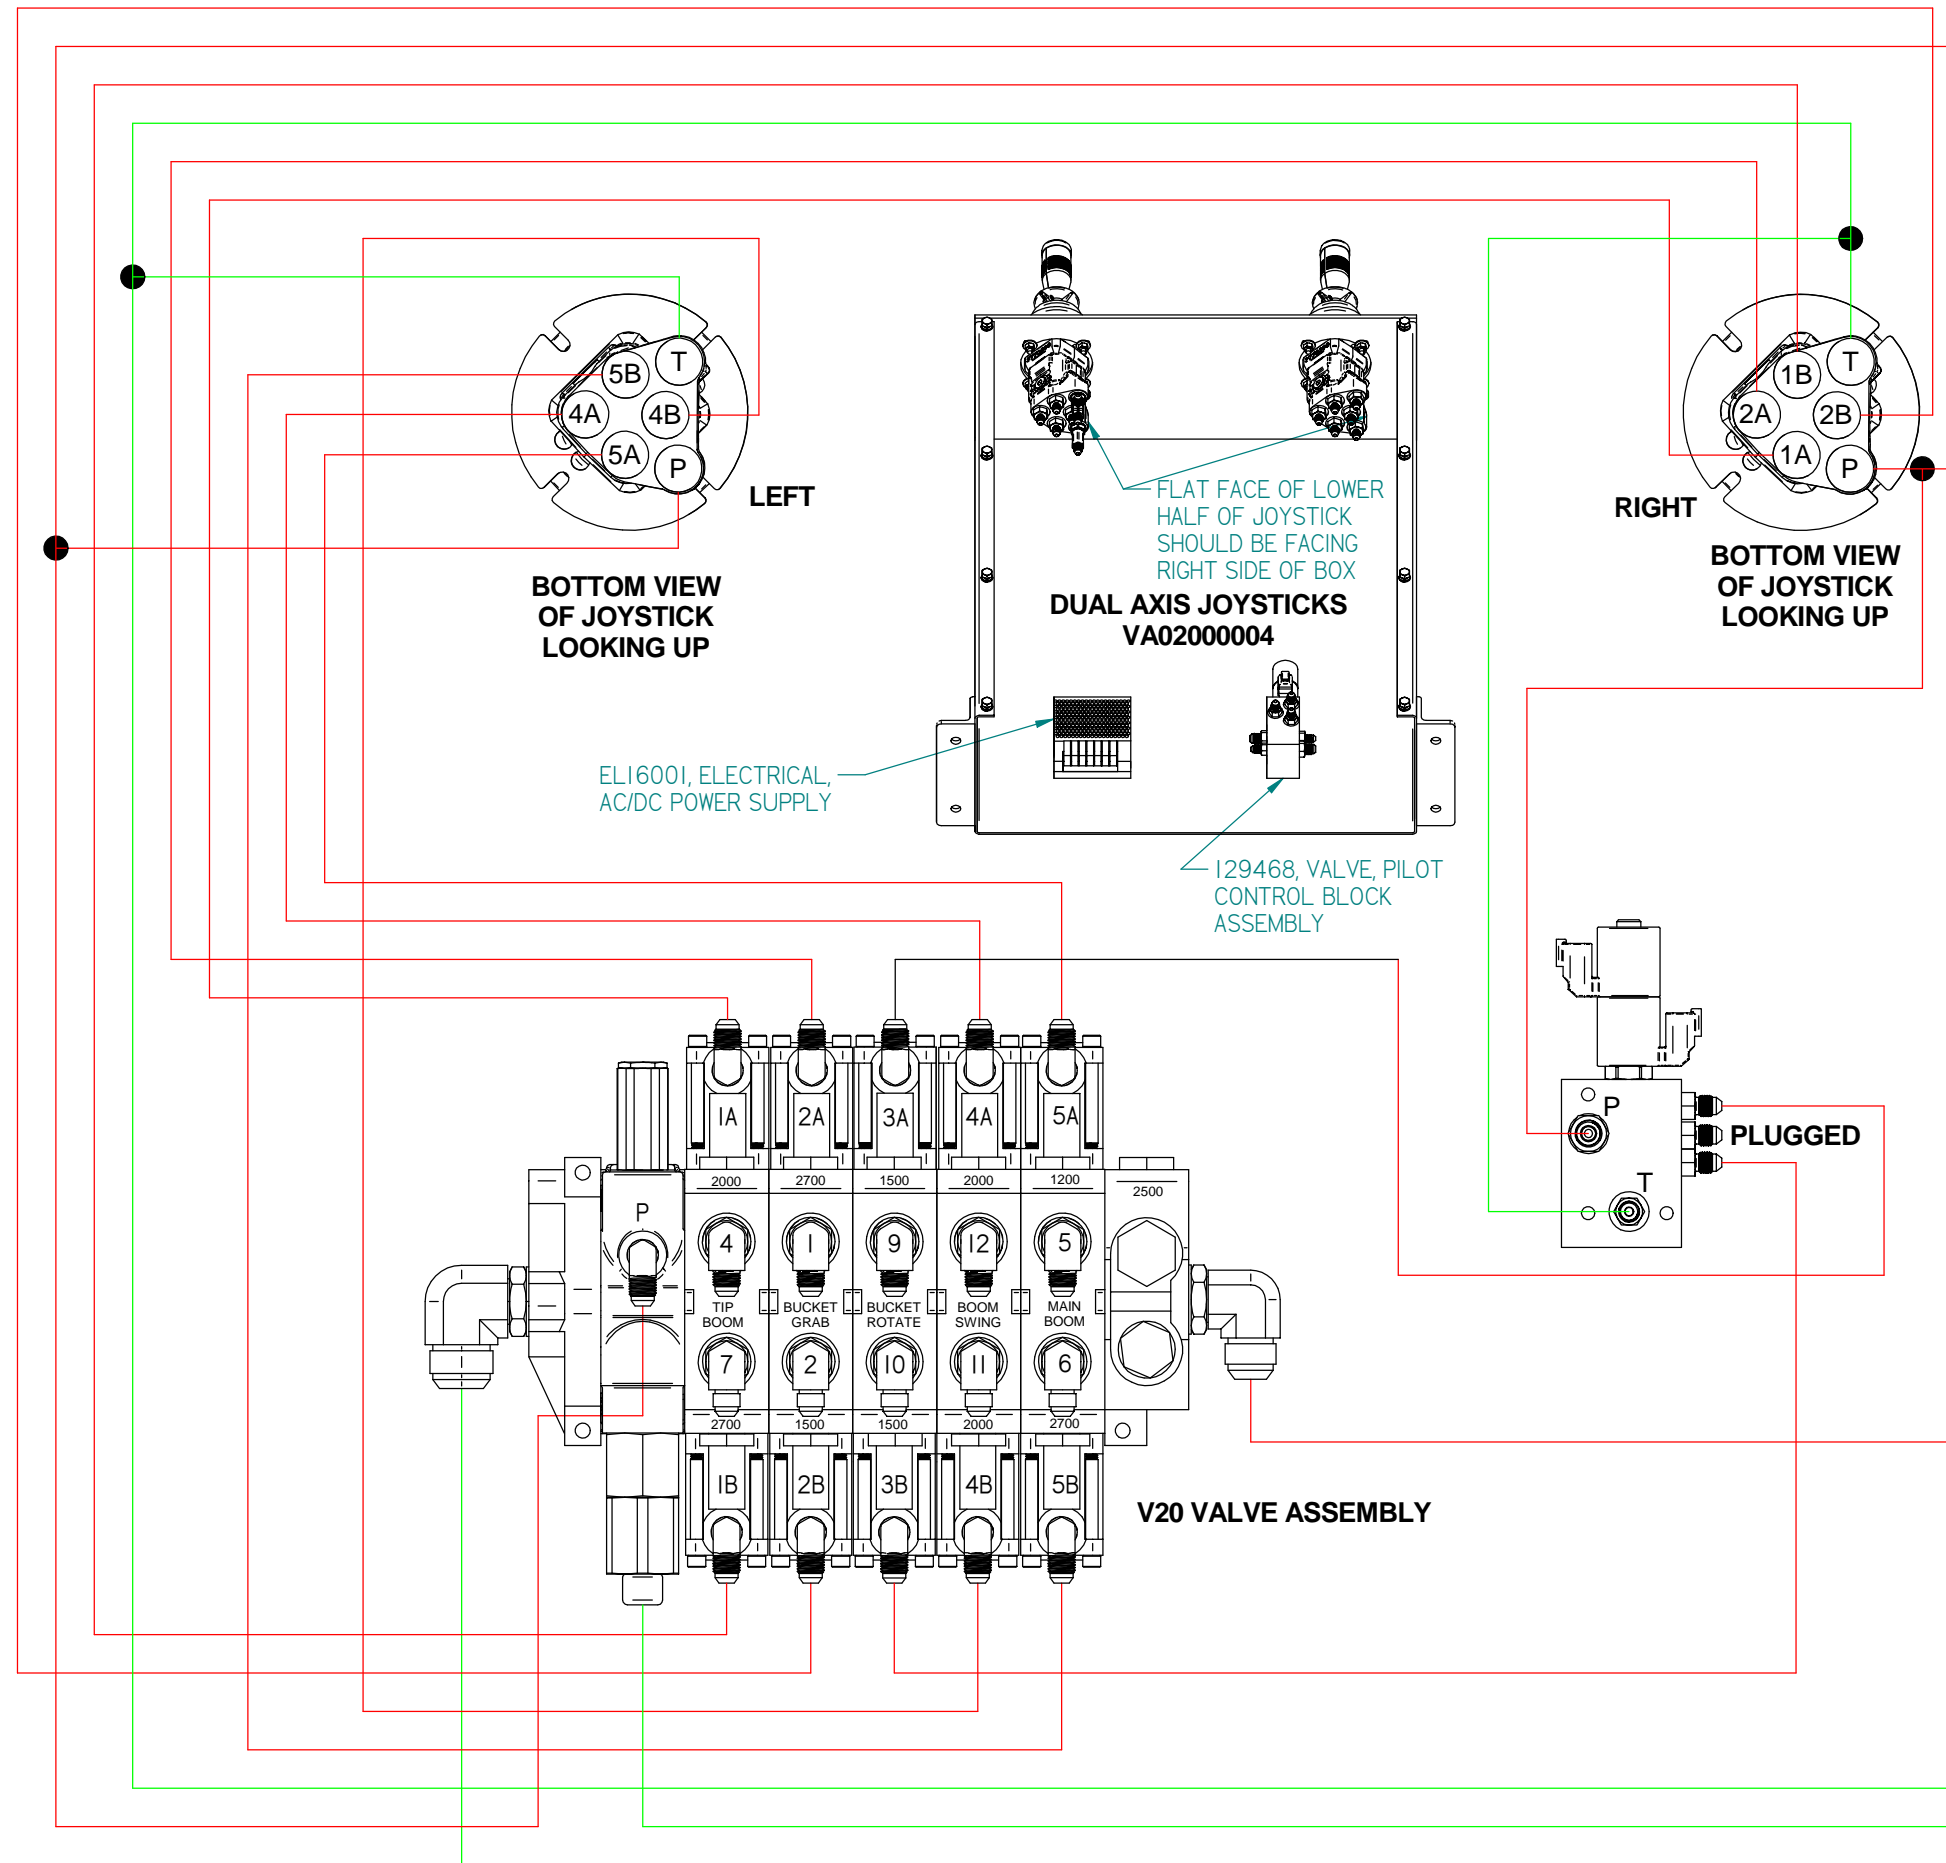 T
5B
4A
4B
5A
P
LEFT
BOTTOM VIEW
OF JOYSTICK
LOOKING UP
FLAT FACE OF LOWER
HALF OF JOYSTICK
SHOULD BE FACING
RIGHT SIDE OF BOX
DUAL AXIS JOYSTICKS
VA02000004
T
1B
2A
2B
1A
P
RIGHT
BOTTOM VIEW
OF JOYSTICK
LOOKING UP
EL16001, ELECTRICAL,
AC/DC POWER SUPPLY
129468, VALVE, PILOT
CONTROL BLOCK
ASSEMBLY
P
PLUGGED
T
1A 2A 3A 4A 5A
2000 2700 1500 2000 1200 2500
P
4 1 9 12 5
TIP BUCKET BUCKET BOOM MAIN
BOOM GRAB ROTATE SWING BOOM
7 2 10 11 6
2700 1500 1500 2000 2700
1B 2B 3B 4B 5B
V20 VALVE ASSEMBLY